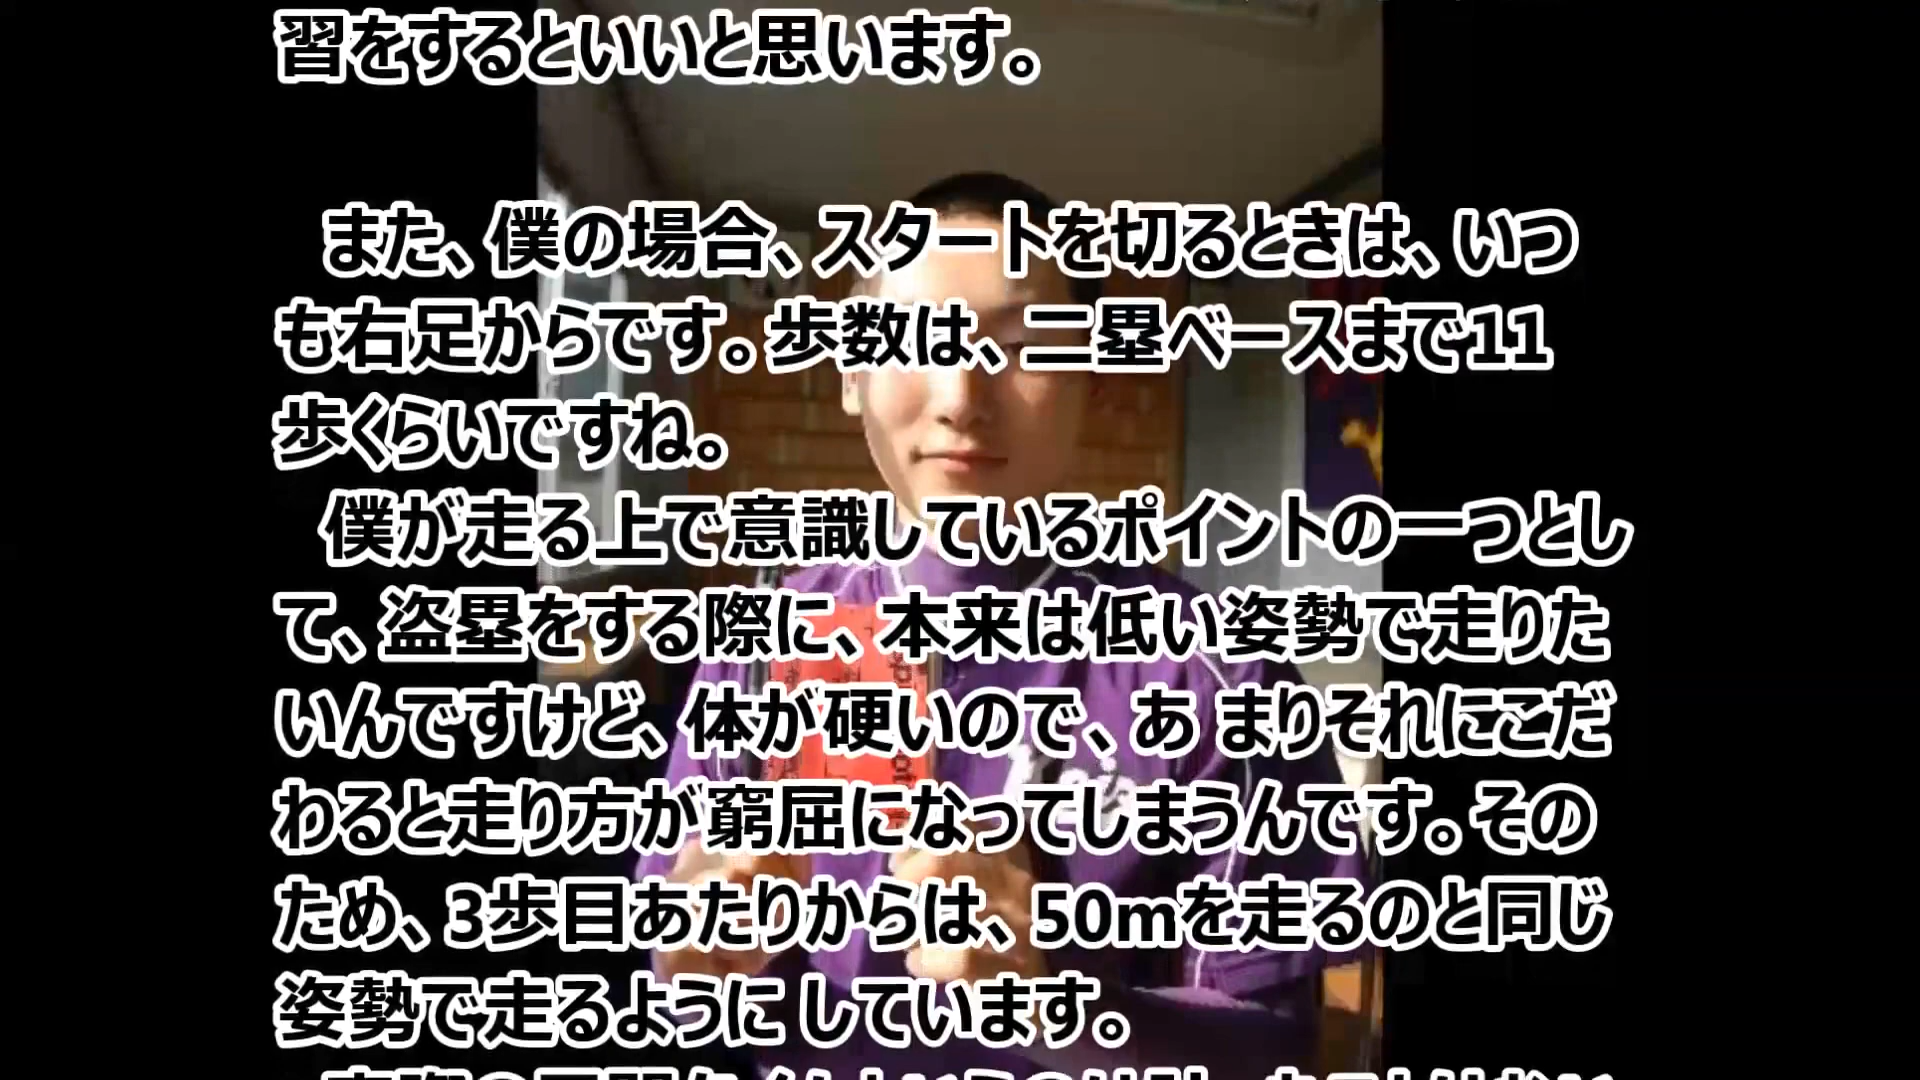 習をするといいと思います。
また、僕の場合、スタートを切るときは、いつ
も右足からです。歩数は、二塁ベースまで11
歩くらいですね。
僕が走る上で意識しているポイントの一つとし
て、盗塁をする際に、本来は低い姿勢で走りた
いんですけど、体が硬いので、あ まりそれにこだ
わると走り方が窮屈になってしまうんです。その
ため、3歩目あたりからは、50mを走るのと同じ
姿勢で走るようにしています。